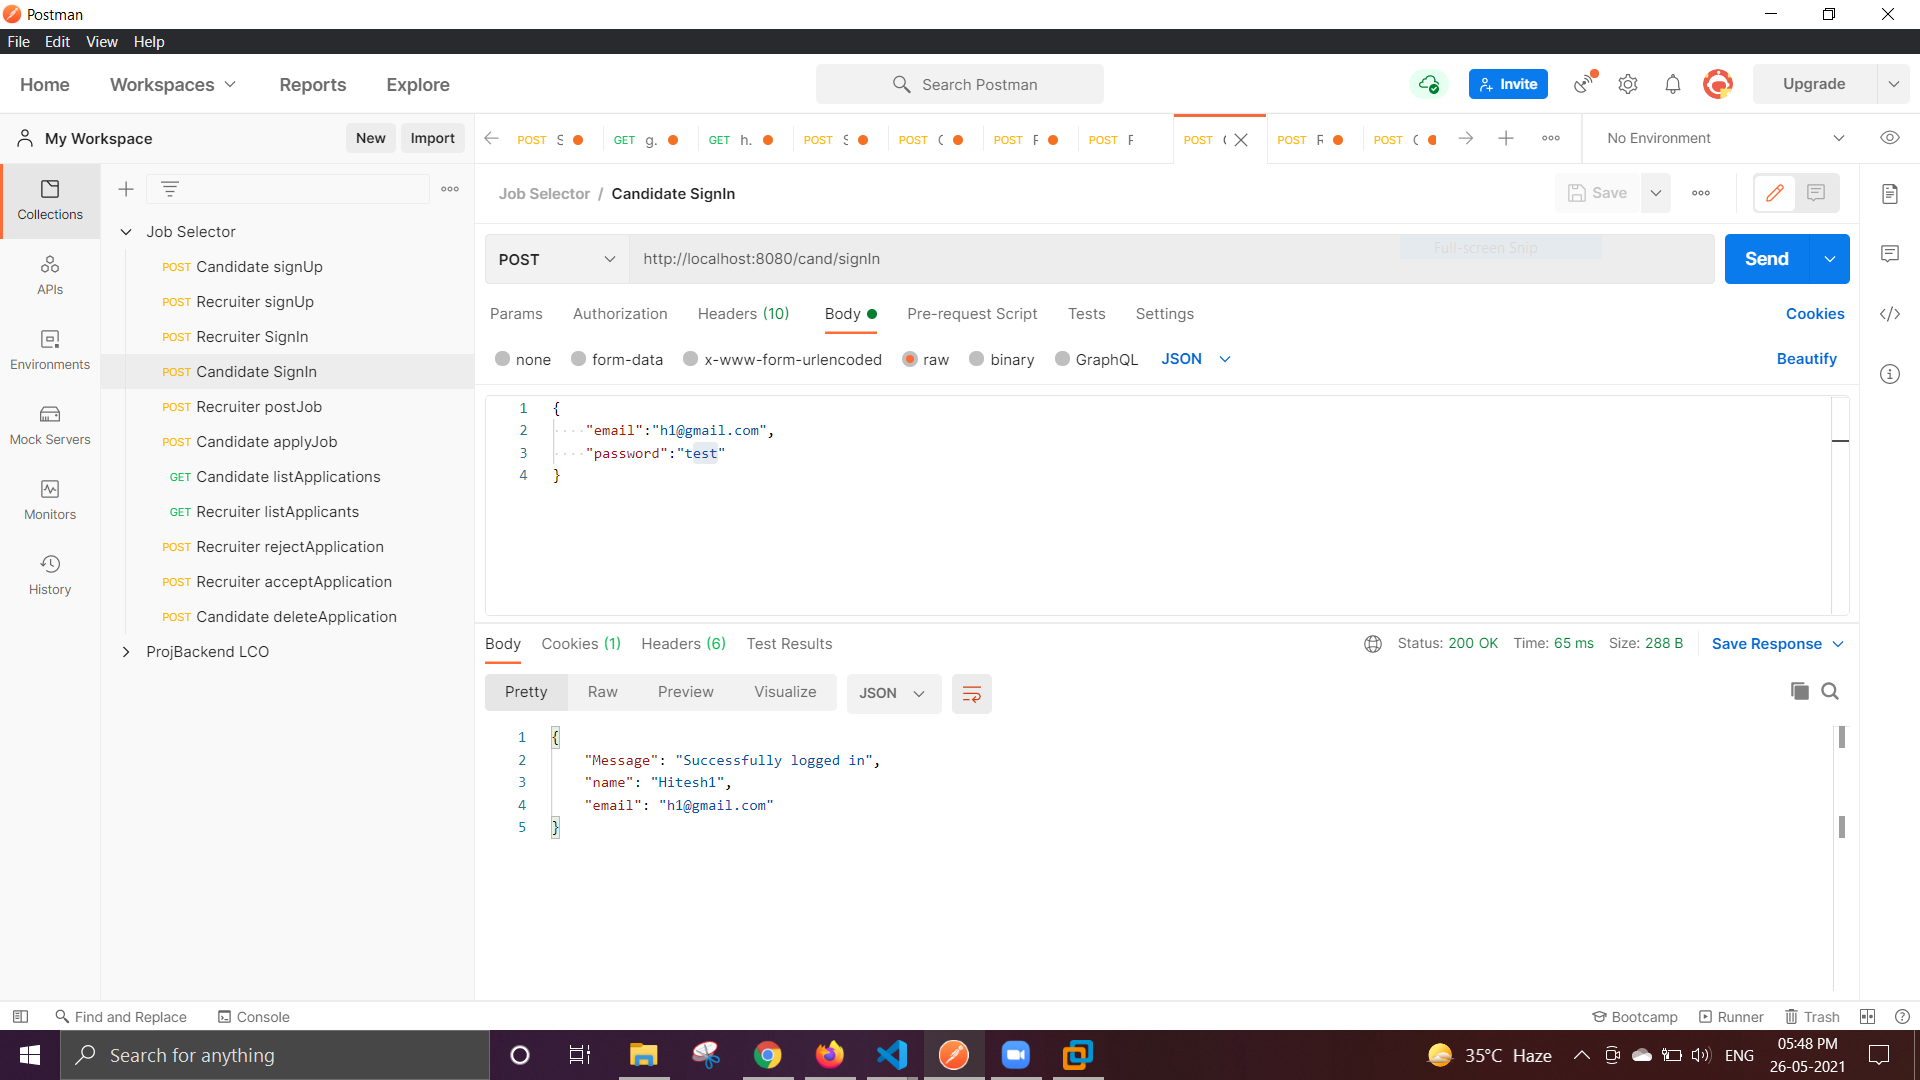 Postman
File Edit View Help
Home Workspaces Reports Explore
Search Postman
Invite
Upgrade
My Workspace
New
Import
POST S
GET g.
GET h.
POST S
POST C
POST F
POST F
POST C
POST R
POST C
No Environment
Collections
APIs
Environments
Mock Servers
Monitors
History
Job Selector
POST Candidate signUp
POST Recruiter signUp
POST Recruiter SignIn
POST Candidate SignIn
POST Recruiter postJob
POST Candidate applyJob
GET Candidate listApplications
GET Recruiter listApplicants
POST Recruiter rejectApplication
POST Recruiter acceptApplication
POST Candidate deleteApplication
ProjBackend LCO
Job Selector / Candidate SignIn
Save
POST
http://localhost:8080/cand/signIn
Full-screen Snip
Send
Params Authorization Headers (10) Body Pre-request Script Tests Settings
Cookies
none form-data x-www-form-urlencoded raw binary GraphQL JSON
Beautify
1 {
2 "email":"h1@gmail.com",
3 "password":"test"
4 }
Body Cookies (1) Headers (6) Test Results
Status: 200 OK Time: 65 ms Size: 288 B
Save Response
Pretty Raw Preview Visualize JSON
1 {
2 "Message": "Successfully logged in",
3 "name": "Hitesh1",
4 "email": "h1@gmail.com"
5 }
Find and Replace
Console
Bootcamp
Runner
Trash
Search for anything
35°C Haze
ENG
05:48 PM
26-05-2021